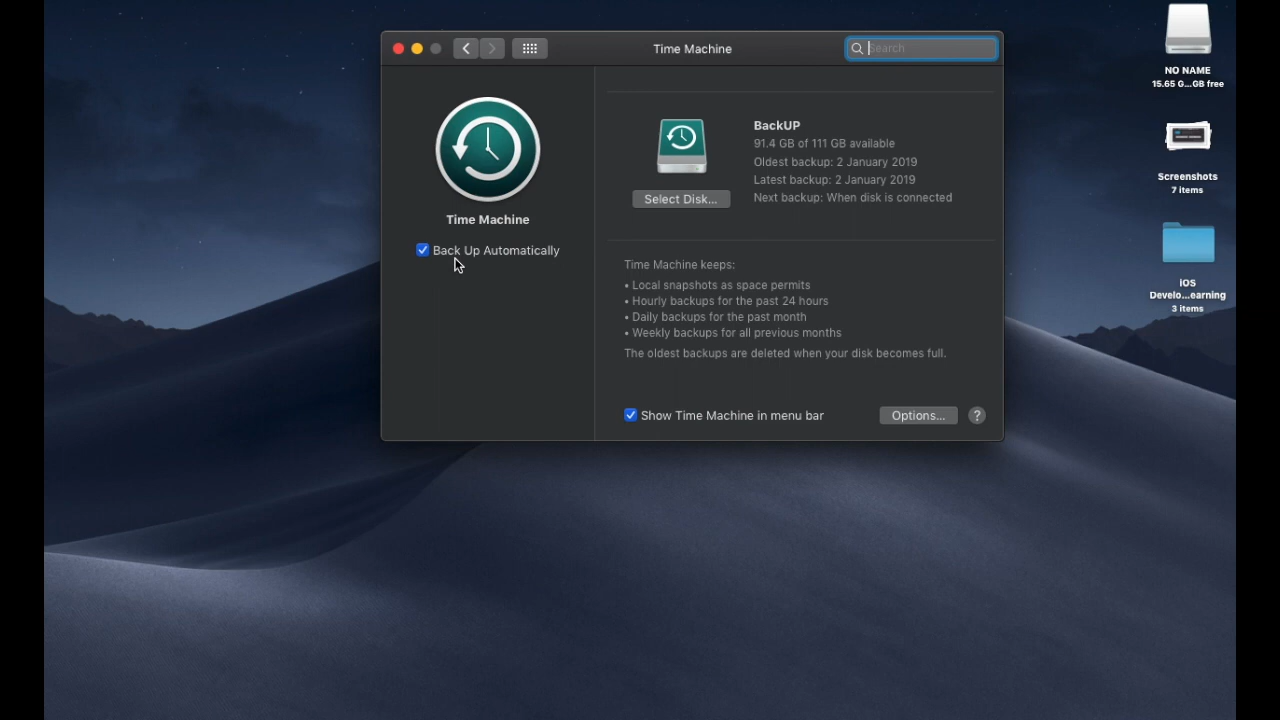 Time Machine
Search
Time Machine
Back Up Automatically
BackUP
91.4 GB of 111 GB available
Oldest backup: 2 January 2019
Latest backup: 2 January 2019
Next backup: When disk is connected
Select Disk...
Time Machine keeps:
• Local snapshots as space permits
• Hourly backups for the past 24 hours
• Daily backups for the past month
• Weekly backups for all previous months
The oldest backups are deleted when your disk becomes full.
Show Time Machine in menu bar
Options...
?
NO NAME
15.65 G...GB free
Screenshots
7 items
iOS
Develo...earning
3 items